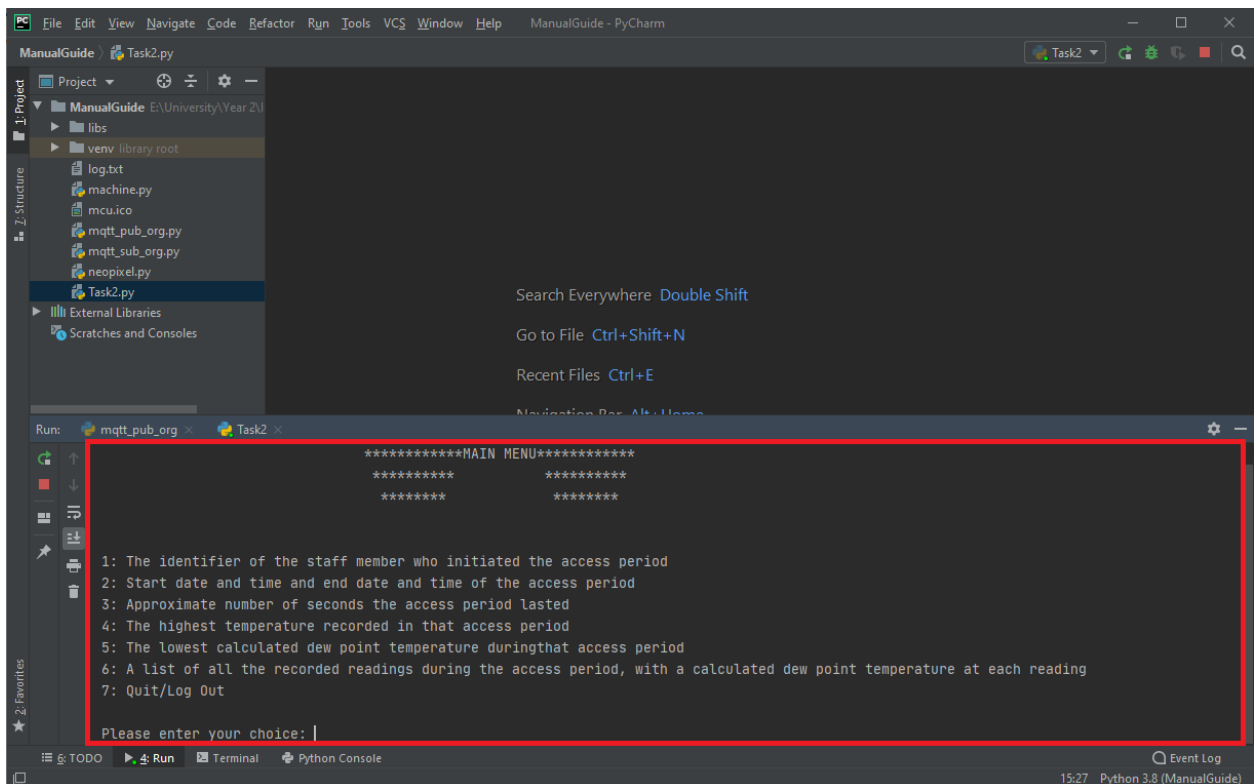 File Edit View Navigate Code Refactor Run Tools VCS Window Help ManualGuide - PyCharm
ManualGuide Task2.py
Task2
1: Project
Project
ManualGuide E:\University\Year 2\
libs
venv library root
log.txt
machine.py
mcu.ico
mqtt_pub_org.py
mqtt_sub_org.py
neopixel.py
Task2.py
External Libraries
Scratches and Consoles
7: Structure
Search Everywhere Double Shift
Go to File Ctrl+Shift+N
Recent Files Ctrl+E
Navigation Bar Alt+Home
Run: mqtt_pub_org Task2
************MAIN MENU************
********** **********
******** ********
1: The identifier of the staff member who initiated the access period
2: Start date and time and end date and time of the access period
3: Approximate number of seconds the access period lasted
4: The highest temperature recorded in that access period
5: The lowest calculated dew point temperature duringthat access period
6: A list of all the recorded readings during the access period, with a calculated dew point temperature at each reading
7: Quit/Log Out
Please enter your choice:
2: Favorites
6: TODO 4: Run Terminal Python Console Event Log
15:27 Python 3.8 (ManualGuide)